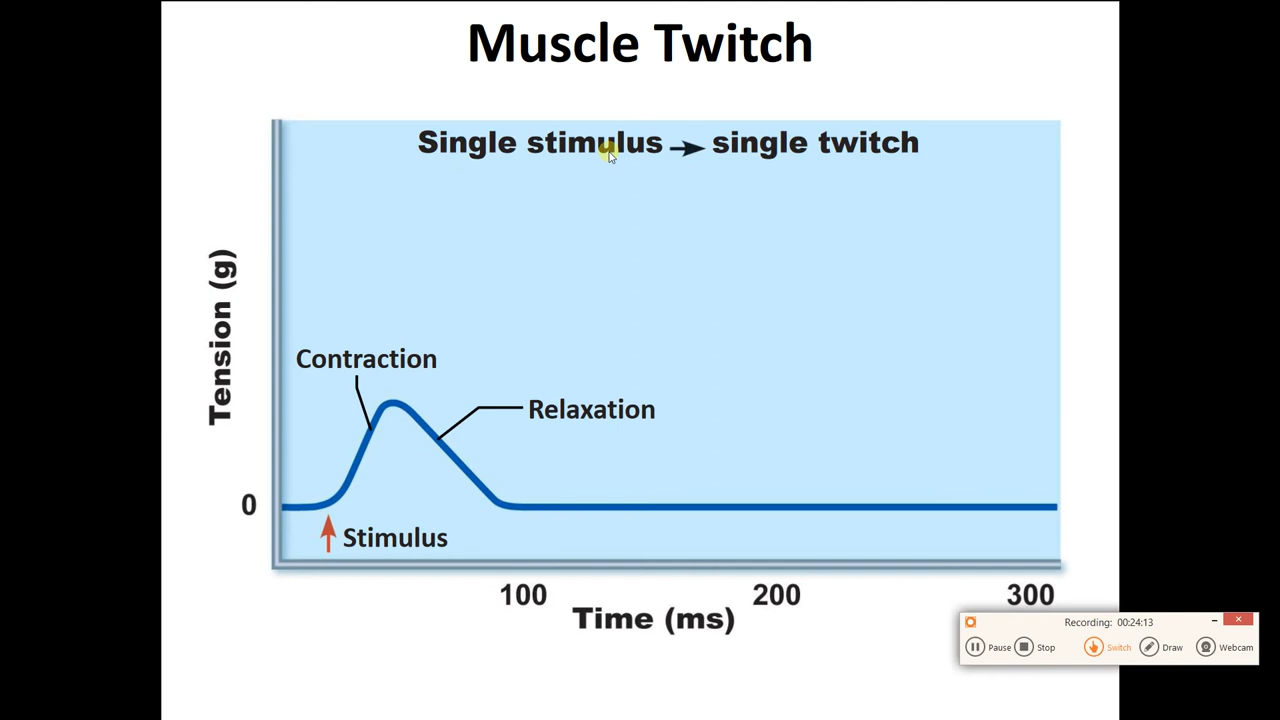 Muscle Twitch
Single stimulus → single twitch
Tension (g)
Contraction
Relaxation
0
Stimulus
100 200 300
Time (ms)
Recording: 00:24:13
Pause Stop Switch Draw Webcam